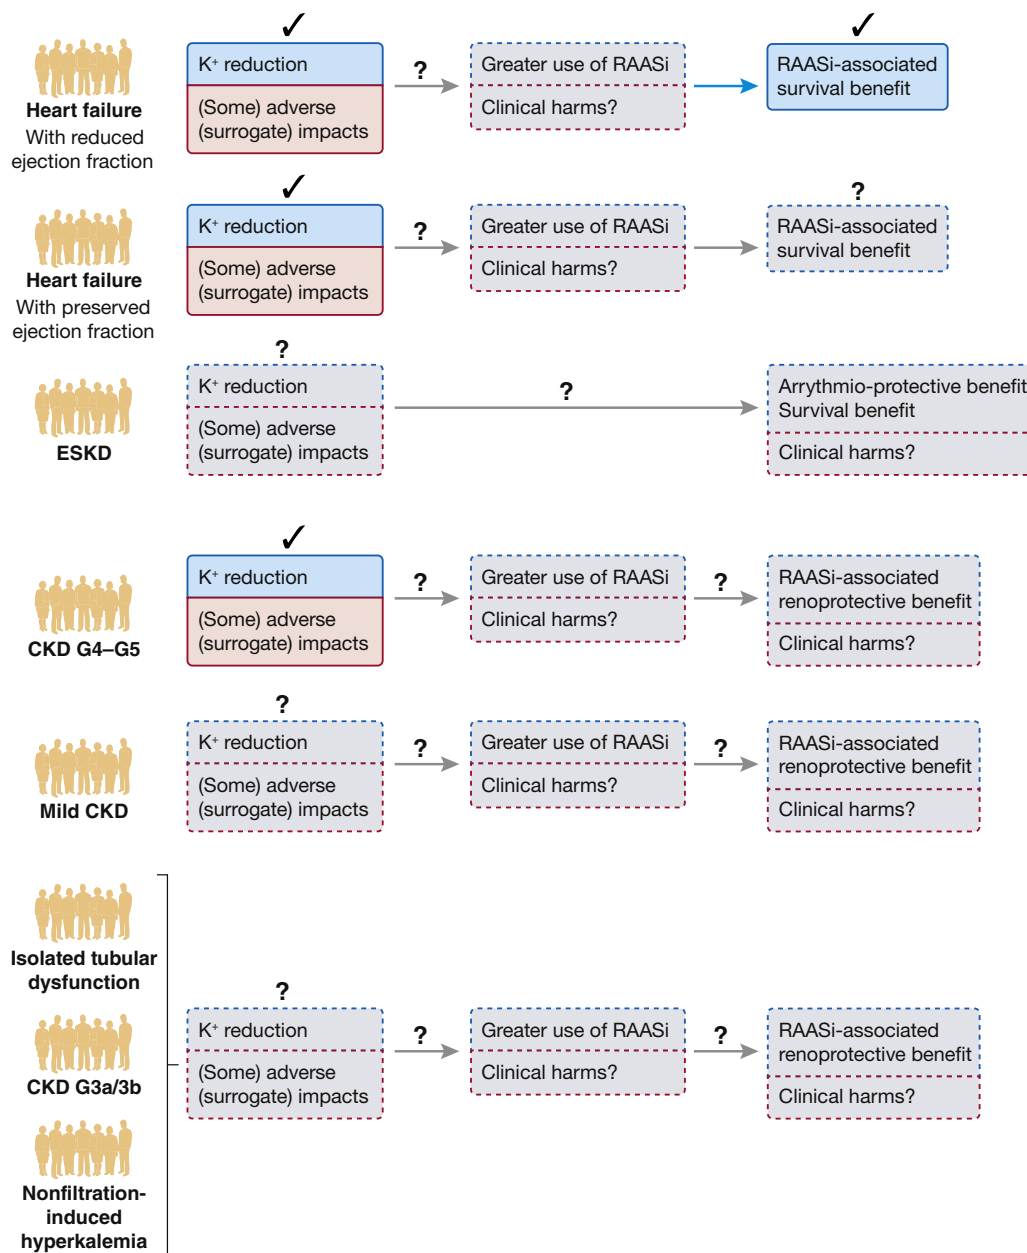 ✓
✓
Heart failure
With reduced
ejection fraction
K⁺ reduction
(Some) adverse
(surrogate) impacts
?
Greater use of RAASi
Clinical harms?
RAASi-associated
survival benefit
✓
?
Heart failure
With preserved
ejection fraction
K⁺ reduction
(Some) adverse
(surrogate) impacts
?
Greater use of RAASi
Clinical harms?
RAASi-associated
survival benefit
?
ESKD
K⁺ reduction
(Some) adverse
(surrogate) impacts
?
Arrythmio-protective benefit
Survival benefit
Clinical harms?
✓
CKD G4–G5
K⁺ reduction
(Some) adverse
(surrogate) impacts
?
Greater use of RAASi
Clinical harms?
?
RAASi-associated
renoprotective benefit
Clinical harms?
?
Mild CKD
K⁺ reduction
(Some) adverse
(surrogate) impacts
?
Greater use of RAASi
Clinical harms?
?
RAASi-associated
renoprotective benefit
Clinical harms?
Isolated tubular
dysfunction
CKD G3a/3b
Nonfiltration-
induced
hyperkalemia
?
K⁺ reduction
(Some) adverse
(surrogate) impacts
?
Greater use of RAASi
Clinical harms?
?
RAASi-associated
renoprotective benefit
Clinical harms?